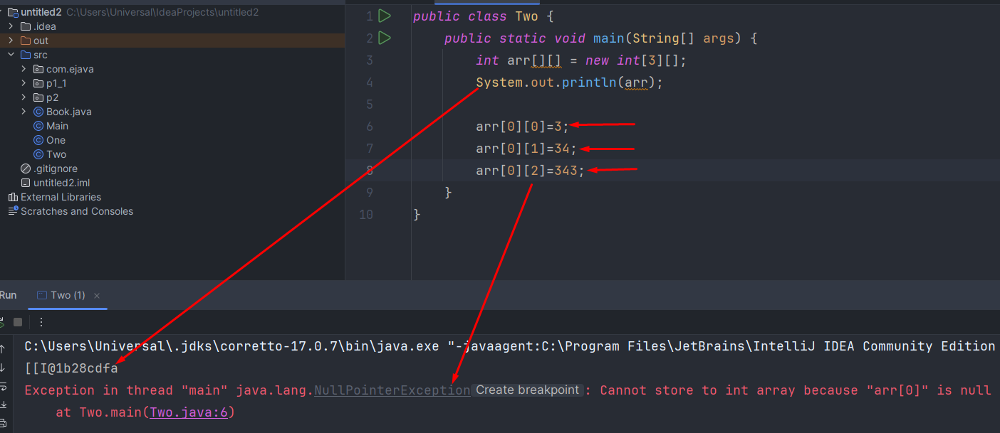 untitled2 C:\Users\Universal\IdeaProjects\untitled2
.idea
out
src
com.ejava
p1_1
p2
Book.java
Main
One
Two
.gitignore
untitled2.iml
External Libraries
Scratches and Consoles
1 public class Two {
2 public static void main(String[] args) {
3 int arr[][] = new int[3][];
4 System.out.println(arr);
5
6 arr[0][0]=3;
7 arr[0][1]=34;
8 arr[0][2]=343;
9 }
10 }
Run Two (1)
C:\Users\Universal\.jdks\corretto-17.0.7\bin\java.exe "-javaagent:C:\Program Files\JetBrains\IntelliJ IDEA Community Edition
[[I@1b28cdfa
Exception in thread "main" java.lang.NullPointerException Create breakpoint : Cannot store to int array because "arr[0]" is null
at Two.main(Two.java:6)